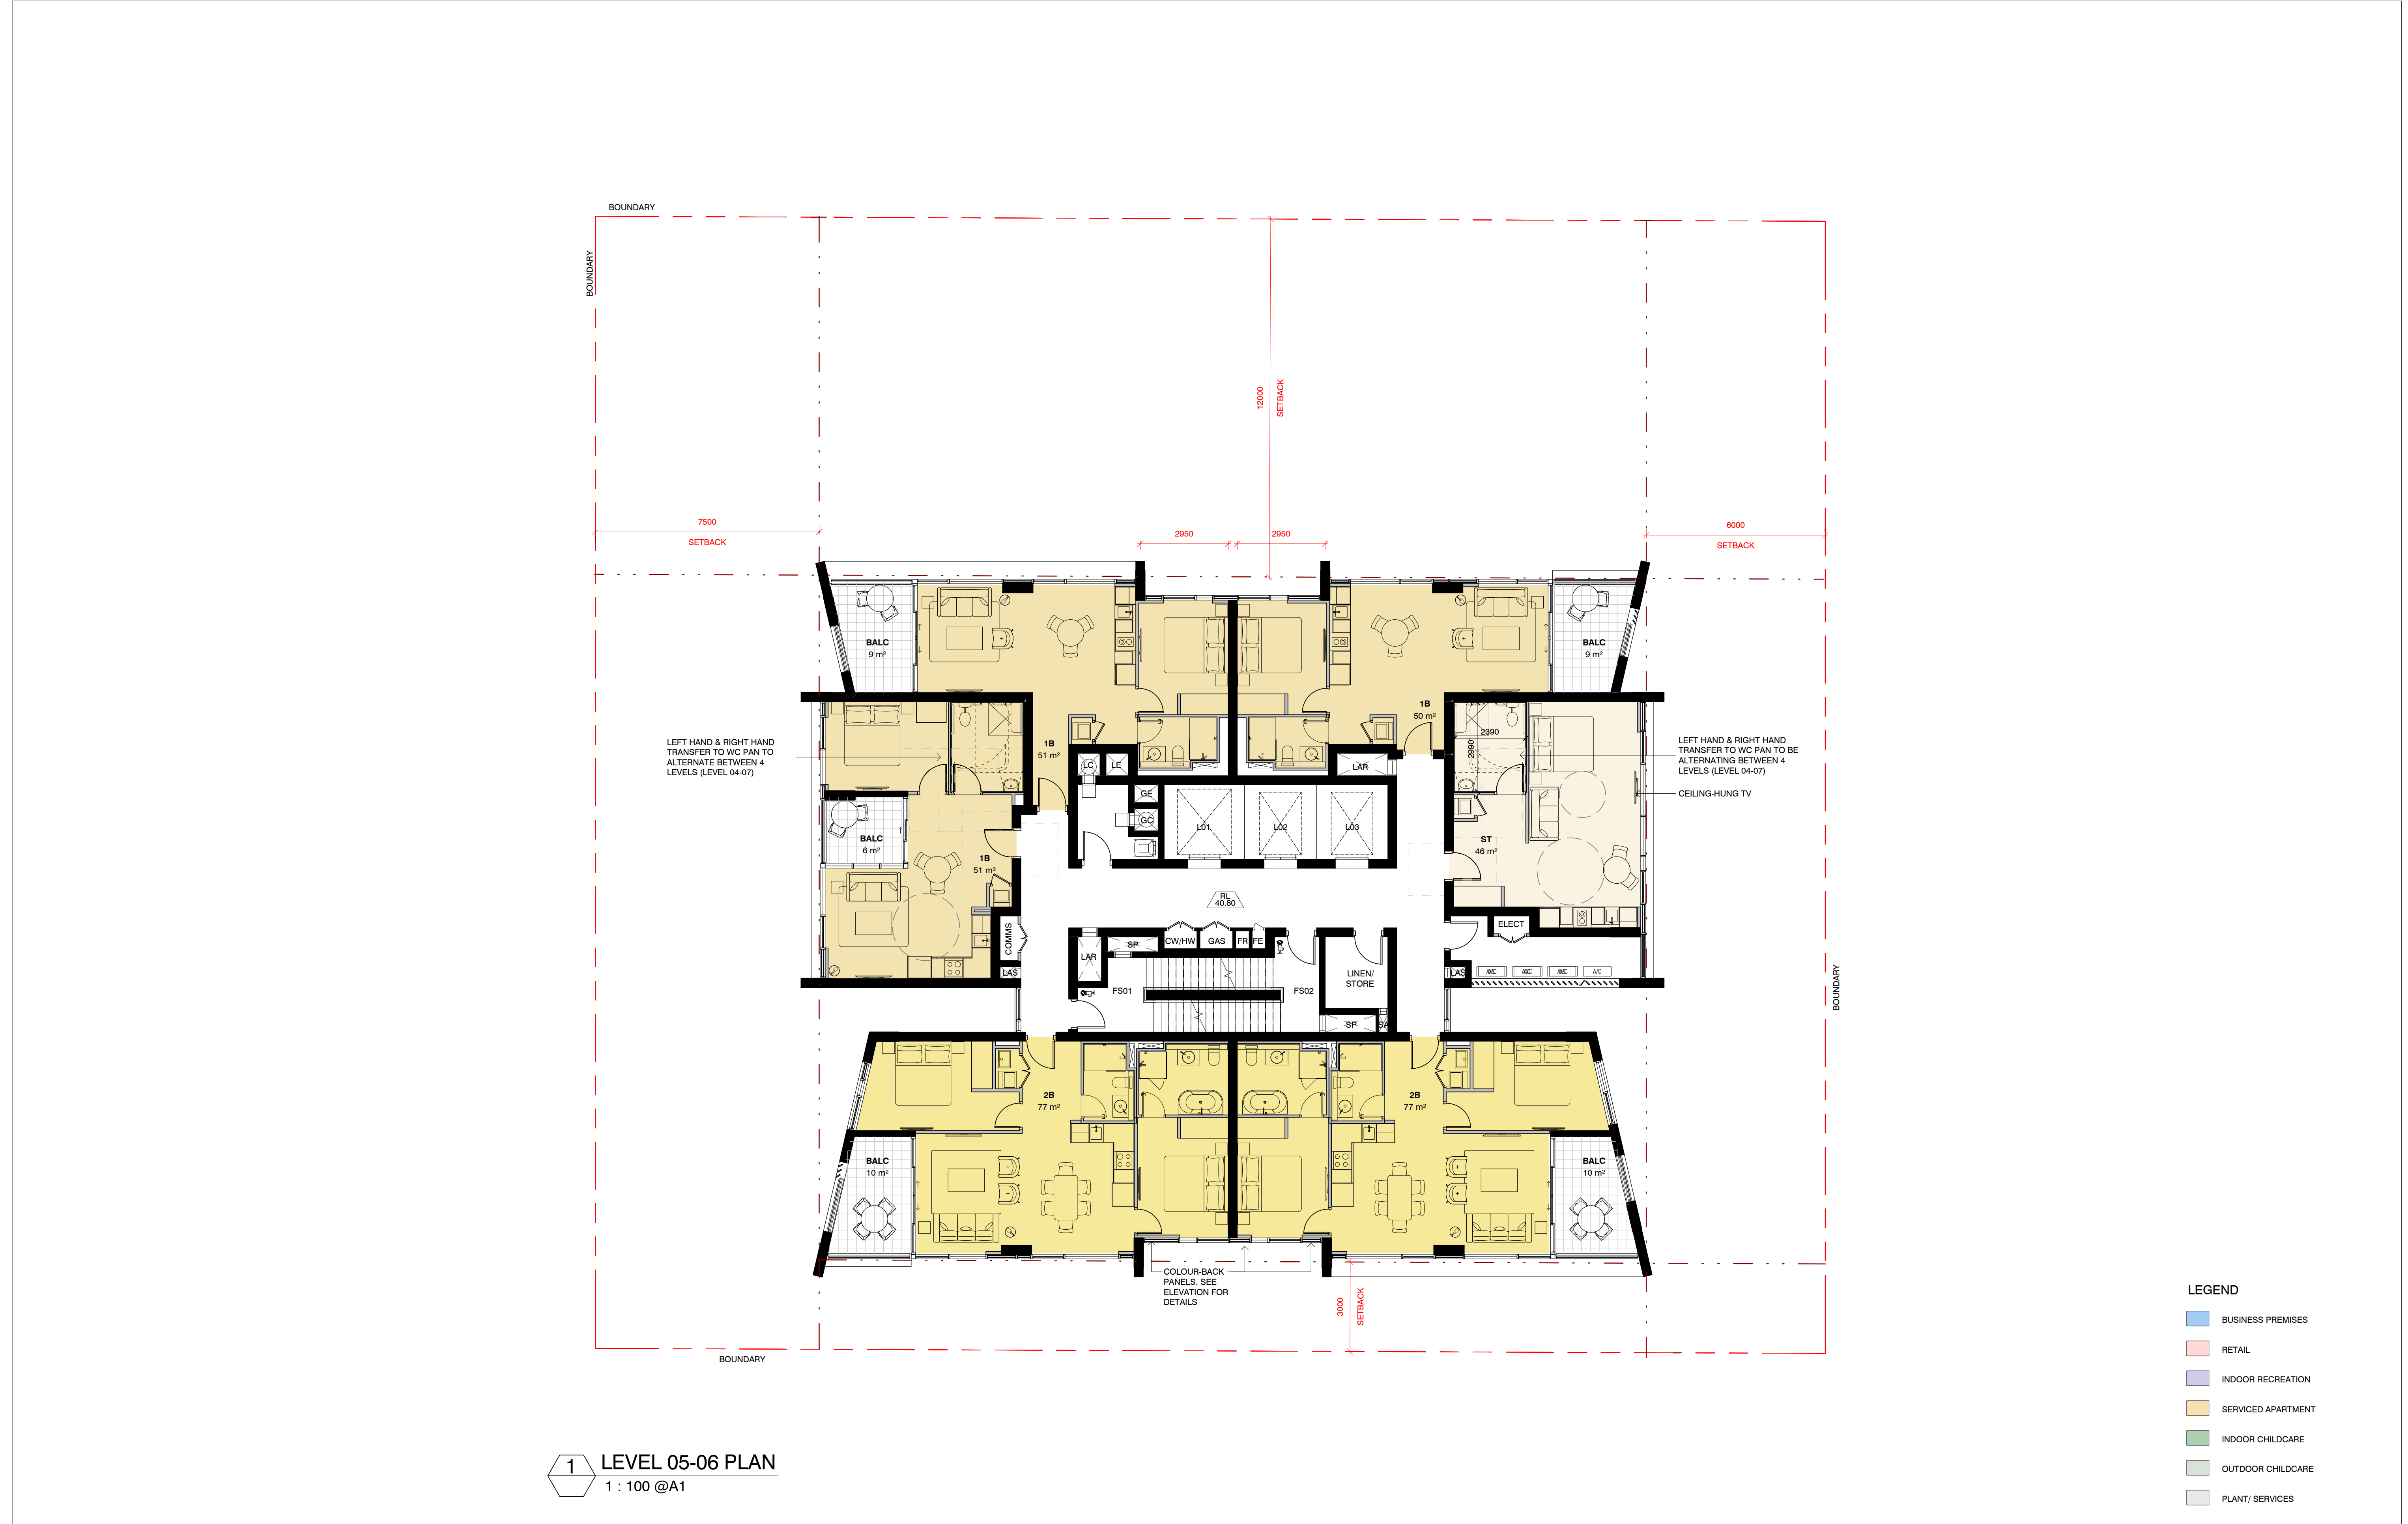 BOUNDARY
BOUNDARY
12000
SETBACK
7500
SETBACK
2950
2950
6000
SETBACK
BALC
9 m²
BALC
9 m²
1B
51 m²
1B
50 m²
LEFT HAND & RIGHT HAND
TRANSFER TO WC PAN TO
ALTERNATE BETWEEN 4
LEVELS (LEVEL 04-07)
2390
2990
LEFT HAND & RIGHT HAND
TRANSFER TO WC PAN TO BE
ALTERNATING BETWEEN 4
LEVELS (LEVEL 04-07)
CEILING-HUNG TV
LC
LE
LAR
GE
GC
L01
L02
L03
BALC
6 m²
1B
51 m²
ST
46 m²
RL
40.80
COMMS
LAS
LAR
SP
CW/HW
GAS
FR
FE
ELECT
LAS
A/C
FS01
FS02
LINEN/
STORE
SP
BOUNDARY
2B
77 m²
2B
77 m²
BALC
10 m²
BALC
10 m²
COLOUR-BACK
PANELS, SEE
ELEVATION FOR
DETAILS
3000
SETBACK
BOUNDARY
1
LEVEL 05-06 PLAN
1 : 100 @A1
LEGEND
BUSINESS PREMISES
RETAIL
INDOOR RECREATION
SERVICED APARTMENT
INDOOR CHILDCARE
OUTDOOR CHILDCARE
PLANT/ SERVICES